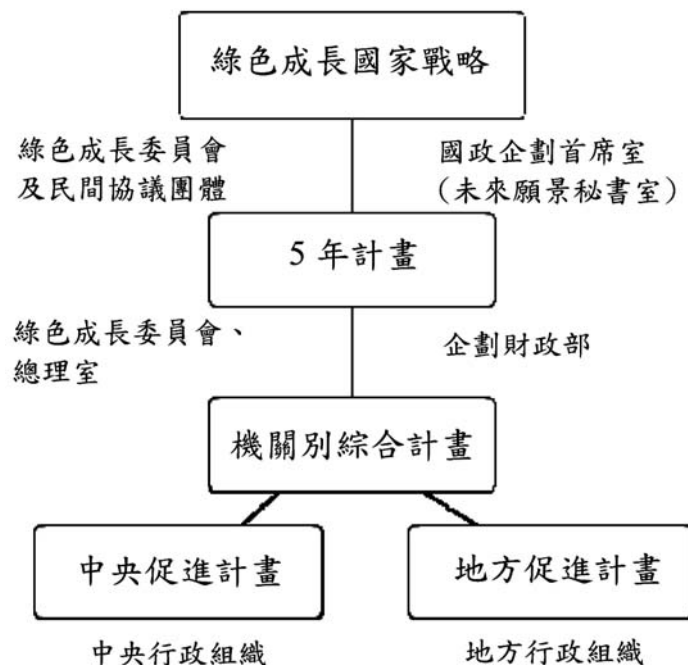 綠色成長國家戰略
綠色成長委員會
及民間協議團體
國政企劃首席室
(未來願景秘書室)
5 年計畫
綠色成長委員會、
總理室
企劃財政部
機關別綜合計畫
中央促進計畫
地方促進計畫
中央行政組織
地方行政組織